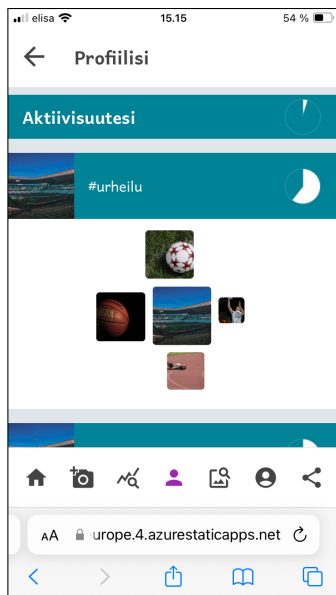 elisa 15.15 54 %
Profiilisi
Aktiivisuutesi
#urheilu
AA urope.4.azurestaticapps.net